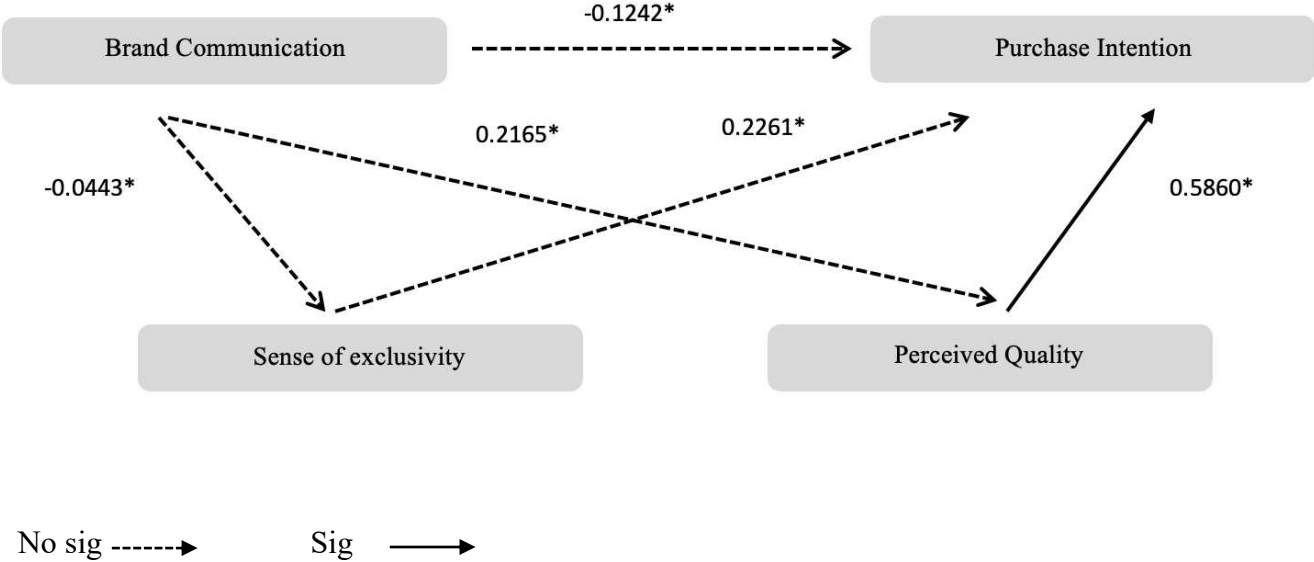 -0.1242*
Brand Communication
Purchase Intention
0.2165*
0.2261*
-0.0443*
0.5860*
Sense of exclusivity
Perceived Quality
No sig
Sig